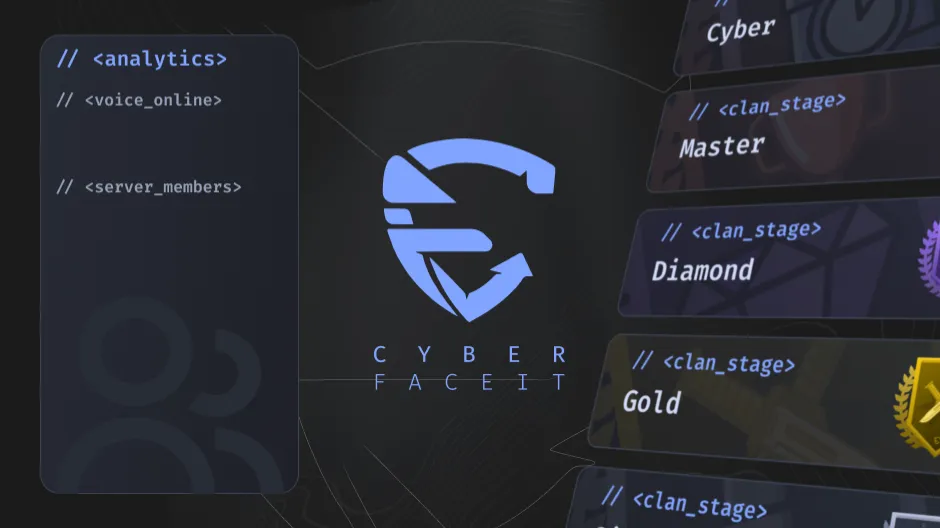 // <analytics>
// <voice_online>
// <server_members>
CYBER
FACEIT
//
Cyber
// <clan_stage>
Master
// <clan_stage>
Diamond
// <clan_stage>
Gold
// <clan_stage>